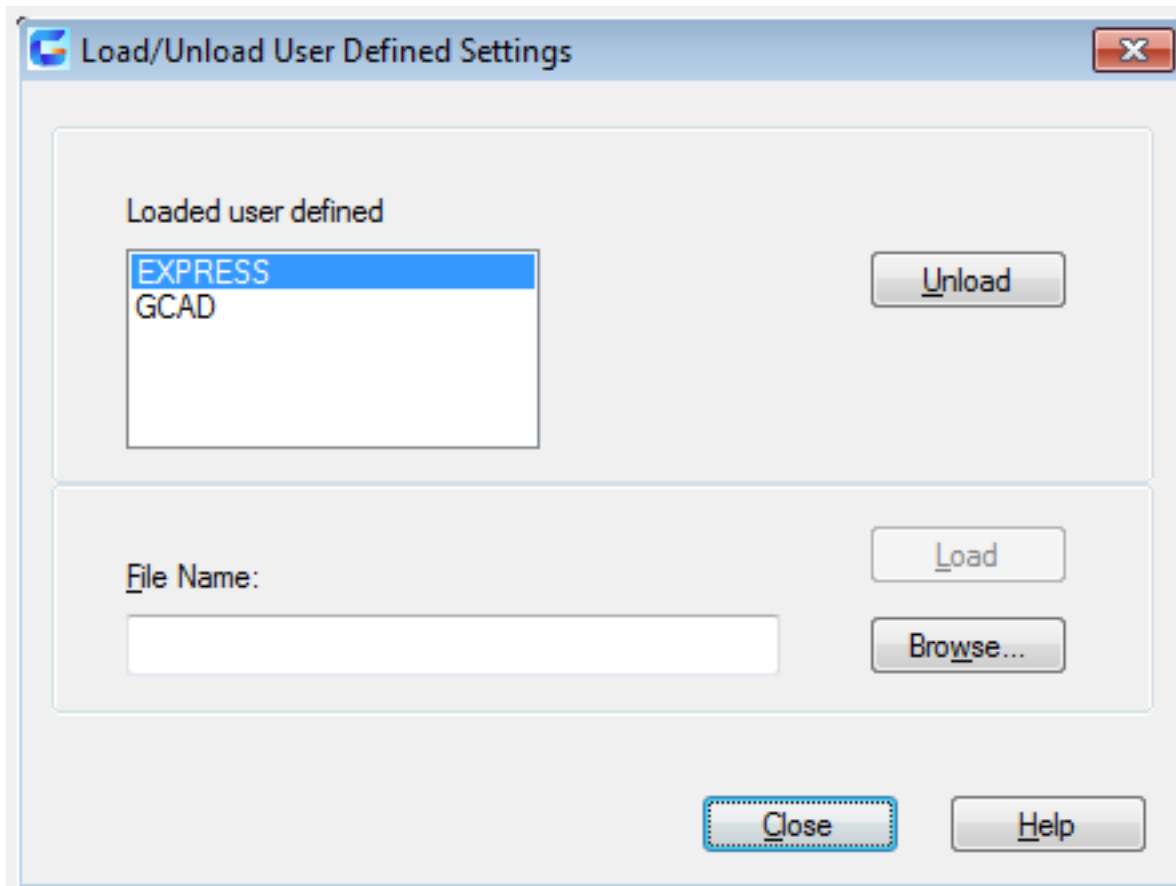 Load/Unload User Defined Settings
Loaded user defined
EXPRESS
GCAD
Unload
Load
File Name:
Browse...
Close
Help